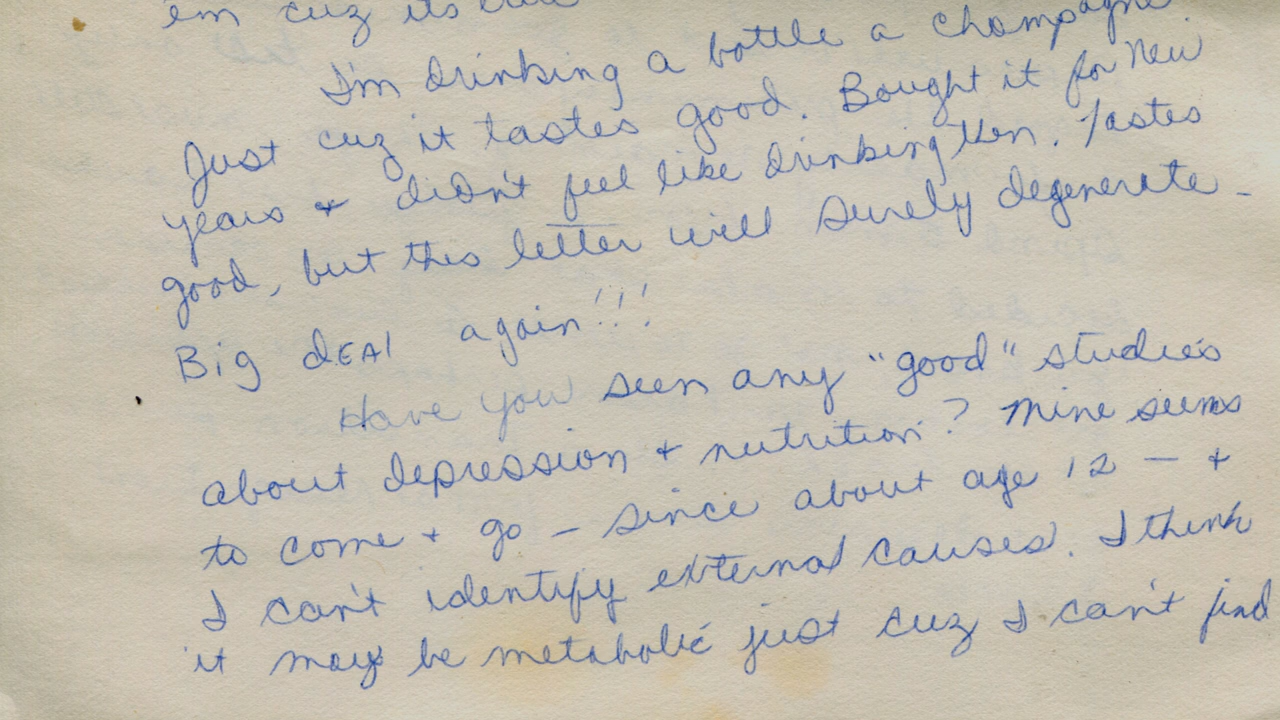 em cuz its
I'm drinking a bottle a champagne
Just cuz it tastes good. Bought it for New
years + didn't feel like drinking then. Tastes
good, but this letter will surely degenerate -
Big dEAl again!!!
Have you seen any "good" studies
about depression + nutrition? Mine seems
to come + go - since about age 12 - +
I can't identify external causes. I think
it may be metabolic just cuz I can't find